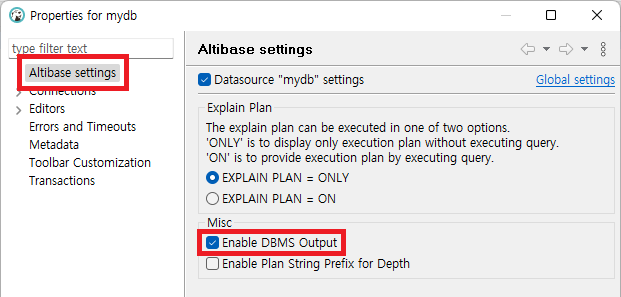 Properties for mydb
type filter text
Altibase settings
Connections
Editors
Errors and Timeouts
Metadata
Toolbar Customization
Transactions
Altibase settings
Datasource "mydb" settings
Global settings
Explain Plan
The explain plan can be executed in one of two options.
'ONLY' is to display only execution plan without executing query.
'ON' is to provide execution plan by executing query.
EXPLAIN PLAN = ONLY
EXPLAIN PLAN = ON
Misc
Enable DBMS Output
Enable Plan String Prefix for Depth